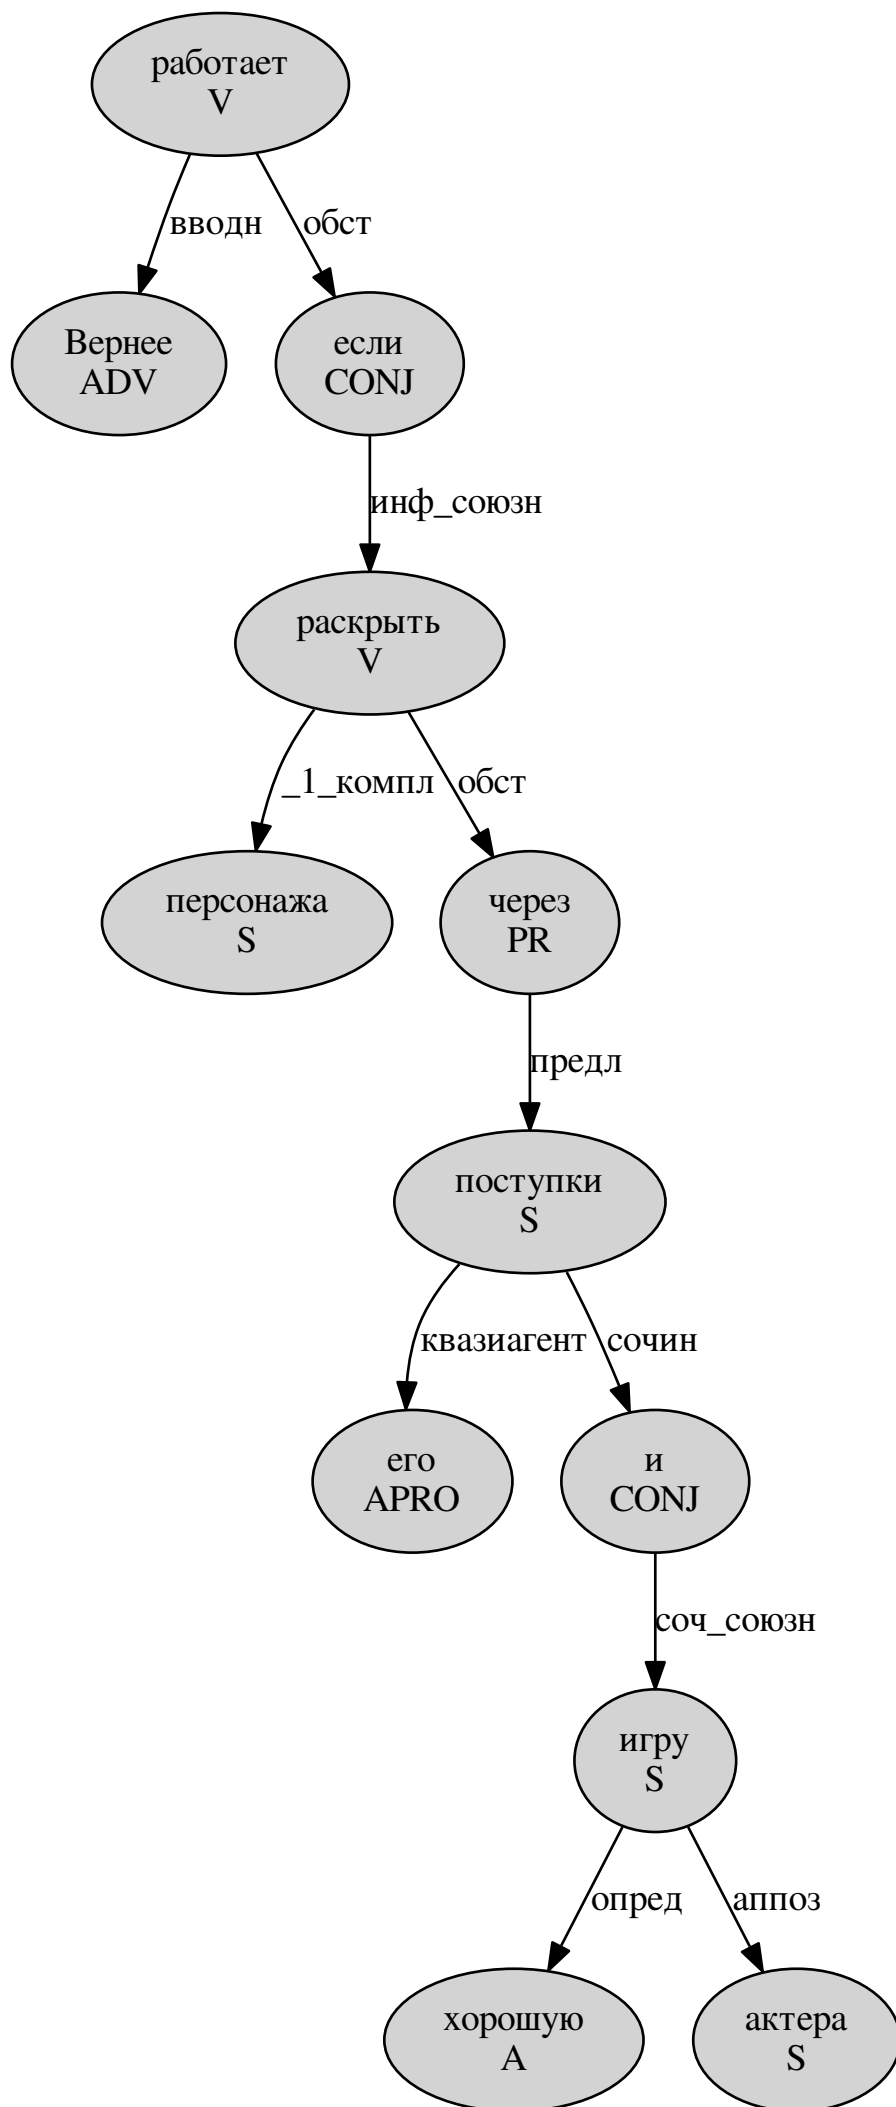 работает
V
вводн
обст
Вернее
ADV
если
CONJ
инф_союзн
раскрыть
V
_1_компл
обст
персонажа
S
через
PR
предл
поступки
S
квазиагент
сочин
его
APRO
и
CONJ
соч_союзн
игру
S
опред
аппоз
хорошую
A
актера
S